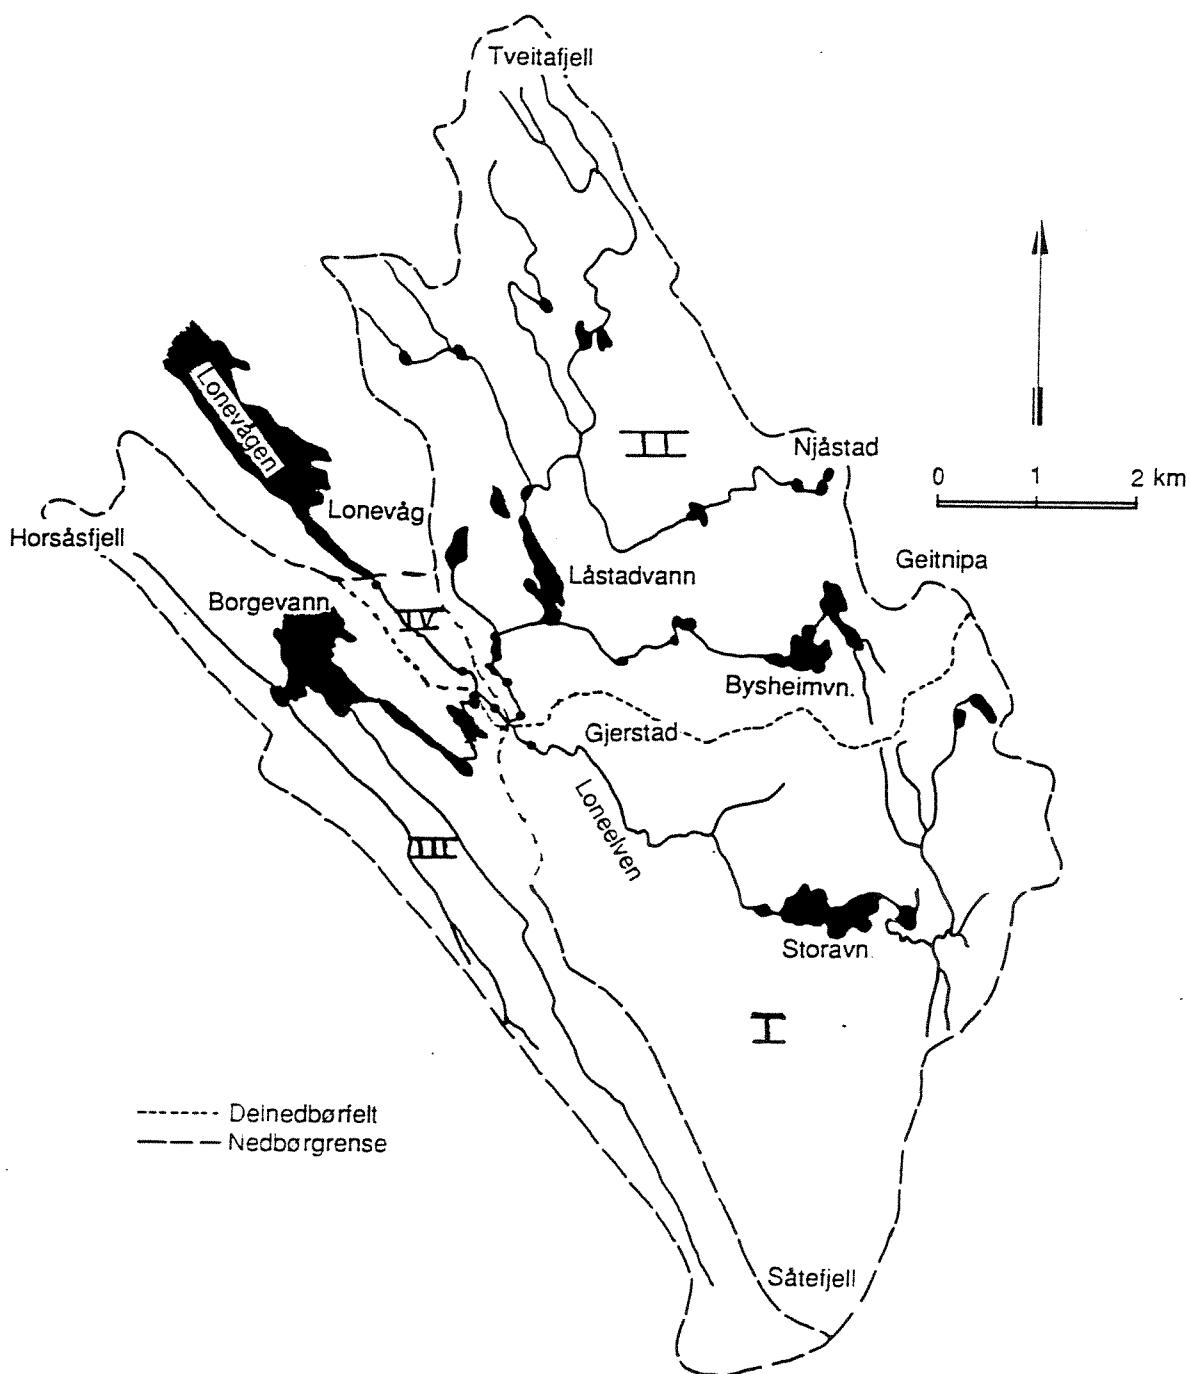 Tveitafjell
Lonevågen
II
Njåstad
0 1 2 km
Lonevåg
Horsåsfjell
Geitnipa
Låstadvann
Borgevann
IV
Bysheimvn.
Gjerstad
Loneelven
III
Storavn.
I
Såtefjell
Delnedbørfelt
Nedbørgrense